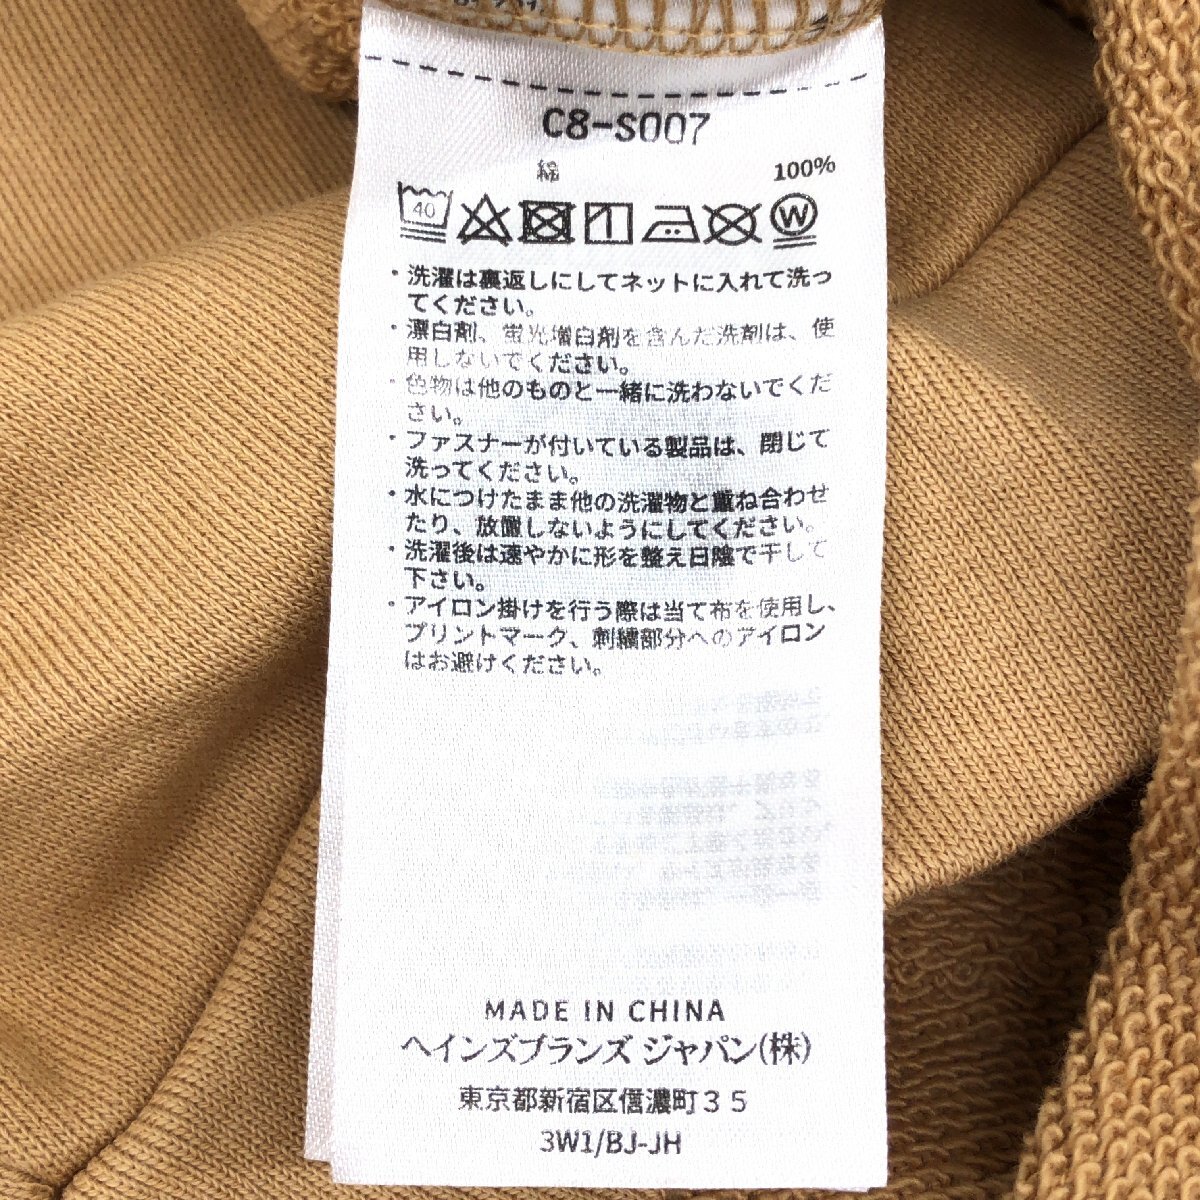 C8-S007
綿 100%
40
W
・洗濯は裏返しにしてネットに入れて洗っ
てください。
・漂白剤、蛍光増白剤を含んだ洗剤は、使
用しないでください。
・色物は他のものと一緒に洗わないでくだ
さい。
・ファスナーが付いている製品は、閉じて
洗ってください。
・水につけたまま他の洗濯物と重ね合わせ
たり、放置しないようにしてください。
・洗濯後は速やかに形を整え日陰で干して
下さい。
・アイロン掛けを行う際は当て布を使用し、
プリントマーク、刺繍部分へのアイロン
はお避けください。
MADE IN CHINA
ヘインズブランズ ジャパン(株)
東京都新宿区信濃町35
3W1/BJ-JH